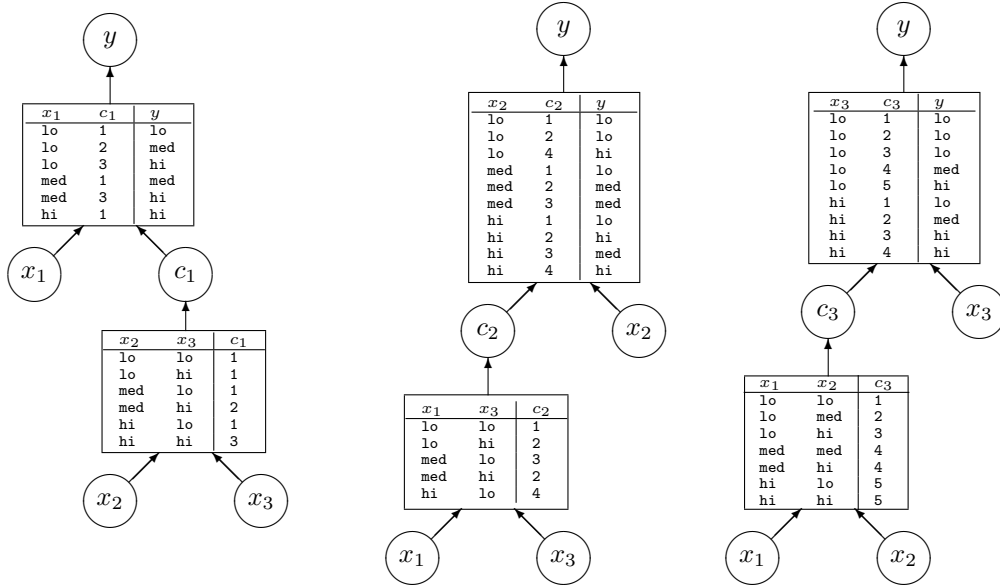 y
x₁ c₁ y
lo 1 lo
lo 2 med
lo 3 hi
med 1 med
med 3 hi
hi 1 hi
x₁
c₁
x₂ x₃ c₁
lo lo 1
lo hi 1
med lo 1
med hi 2
hi lo 1
hi hi 3
x₂
x₃
y
x₂ c₂ y
lo 1 lo
lo 2 lo
lo 4 hi
med 1 lo
med 2 med
med 3 med
hi 1 lo
hi 2 hi
hi 3 med
hi 4 hi
c₂
x₂
x₁ x₃ c₂
lo lo 1
lo hi 2
med lo 3
med hi 2
hi lo 4
x₁
x₃
y
x₃ c₃ y
lo 1 lo
lo 2 lo
lo 3 lo
lo 4 med
lo 5 hi
hi 1 lo
hi 2 med
hi 3 hi
hi 4 hi
c₃
x₃
x₁ x₂ c₃
lo lo 1
lo med 2
lo hi 3
med med 4
med hi 4
hi lo 5
hi hi 5
x₁
x₂